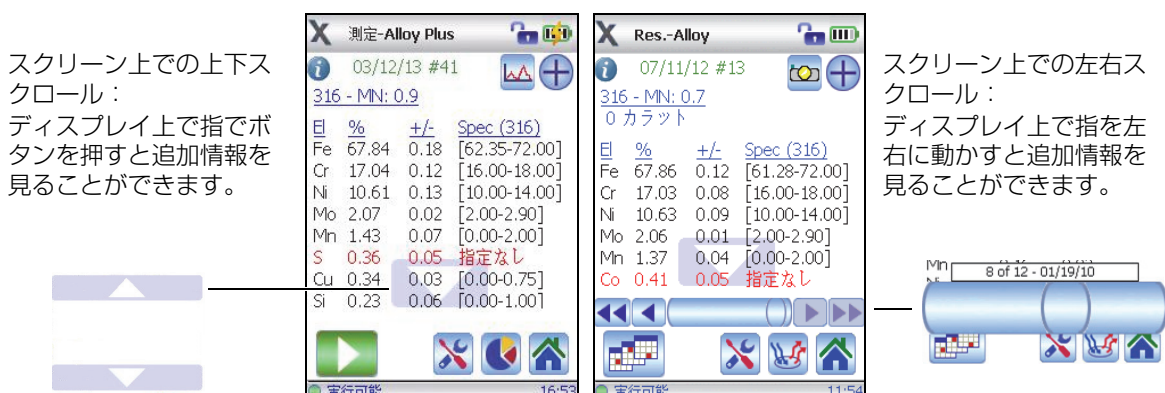 スクリーン上での上下ス
クロール：
ディスプレイ上で指でボ
タンを押すと追加情報を
見ることができます。
X 測定-Alloy Plus
03/12/13 #41
316 - MN: 0.9
El % +/- Spec (316)
Fe 67.84 0.18 [62.35-72.00]
Cr 17.04 0.12 [16.00-18.00]
Ni 10.61 0.13 [10.00-14.00]
Mo 2.07 0.02 [2.00-2.90]
Mn 1.43 0.07 [0.00-2.00]
S 0.36 0.05 指定なし
Cu 0.34 0.03 [0.00-0.75]
Si 0.23 0.06 [0.00-1.00]
実行可能 16:53
X Res.-Alloy
07/11/12 #13
316 - MN: 0.7
0 カラット
El % +/- Spec (316)
Fe 67.86 0.12 [61.28-72.00]
Cr 17.03 0.08 [16.00-18.00]
Ni 10.63 0.09 [10.00-14.00]
Mo 2.06 0.01 [2.00-2.90]
Mn 1.37 0.04 [0.00-2.00]
Co 0.41 0.05 指定なし
実行可能 11:54
スクリーン上での左右ス
クロール：
ディスプレイ上で指を左
右に動かすと追加情報を
見ることができます。
Mn
8 of 12 - 01/19/10